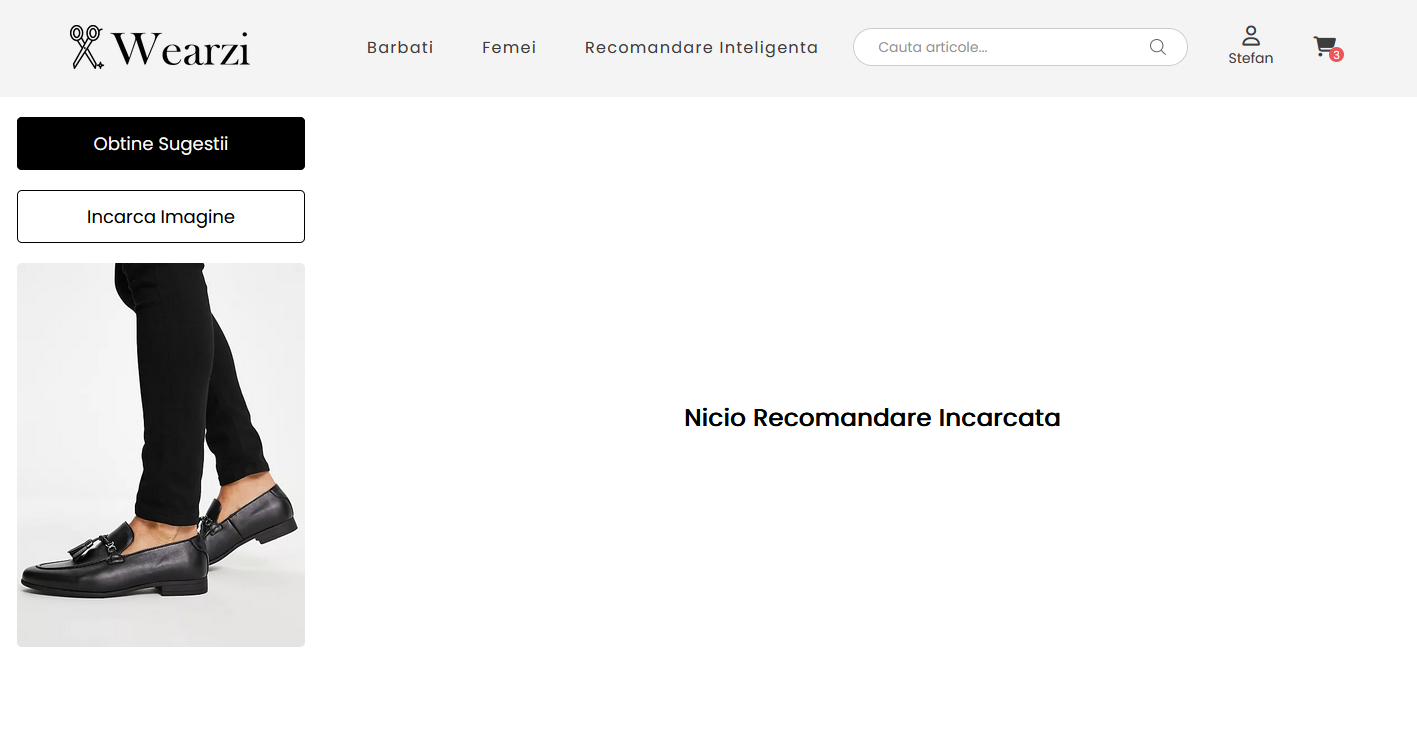 Wearzi
Barbati
Femei
Recomandare Inteligenta
Cauta articole...
Stefan
3
Obtine Sugestii
Incarca Imagine
Nicio Recomandare Incarcata